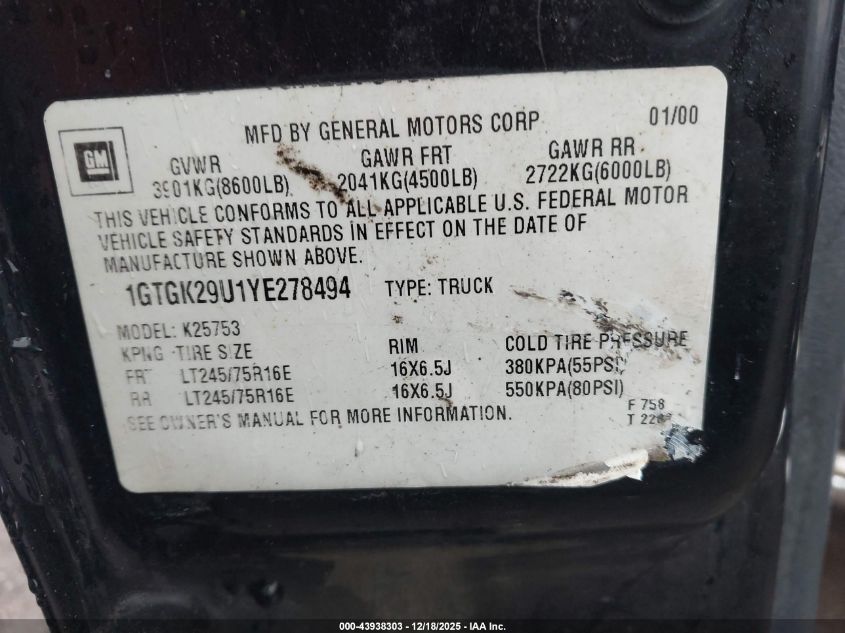 GM
MFD BY GENERAL MOTORS CORP 01/00
GVWR GAWR FRT GAWR RR
3901KG(8600LB) 2041KG(4500LB) 2722KG(6000LB)
THIS VEHICLE CONFORMS TO ALL APPLICABLE U.S. FEDERAL MOTOR
VEHICLE SAFETY STANDARDS IN EFFECT ON THE DATE OF
MANUFACTURE SHOWN ABOVE.
1GTGK29U1YE278494 TYPE: TRUCK
MODEL: K25753
KPNG TIRE SIZE RIM COLD TIRE PRESSURE
FRT LT245/75R16E 16X6.5J 380KPA(55PSI)
RR LT245/75R16E 16X6.5J 550KPA(80PSI)
SEE OWNER'S MANUAL FOR MORE INFORMATION.
F 758
T
000-43938303 — 12/18/2025 — IAA Inc.